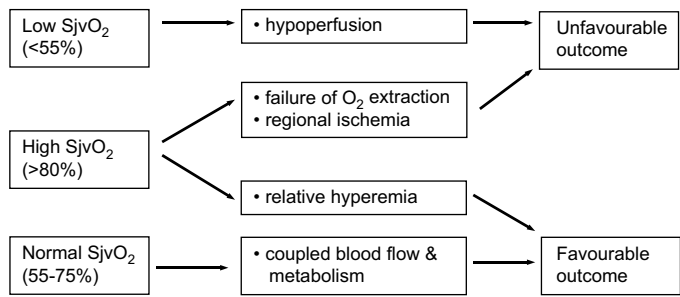 Low SjvO₂
(<55%)
• hypoperfusion
Unfavourable
outcome
• failure of O₂ extraction
• regional ischemia
High SjvO₂
(>80%)
• relative hyperemia
Normal SjvO₂
(55-75%)
• coupled blood flow &
metabolism
Favourable
outcome